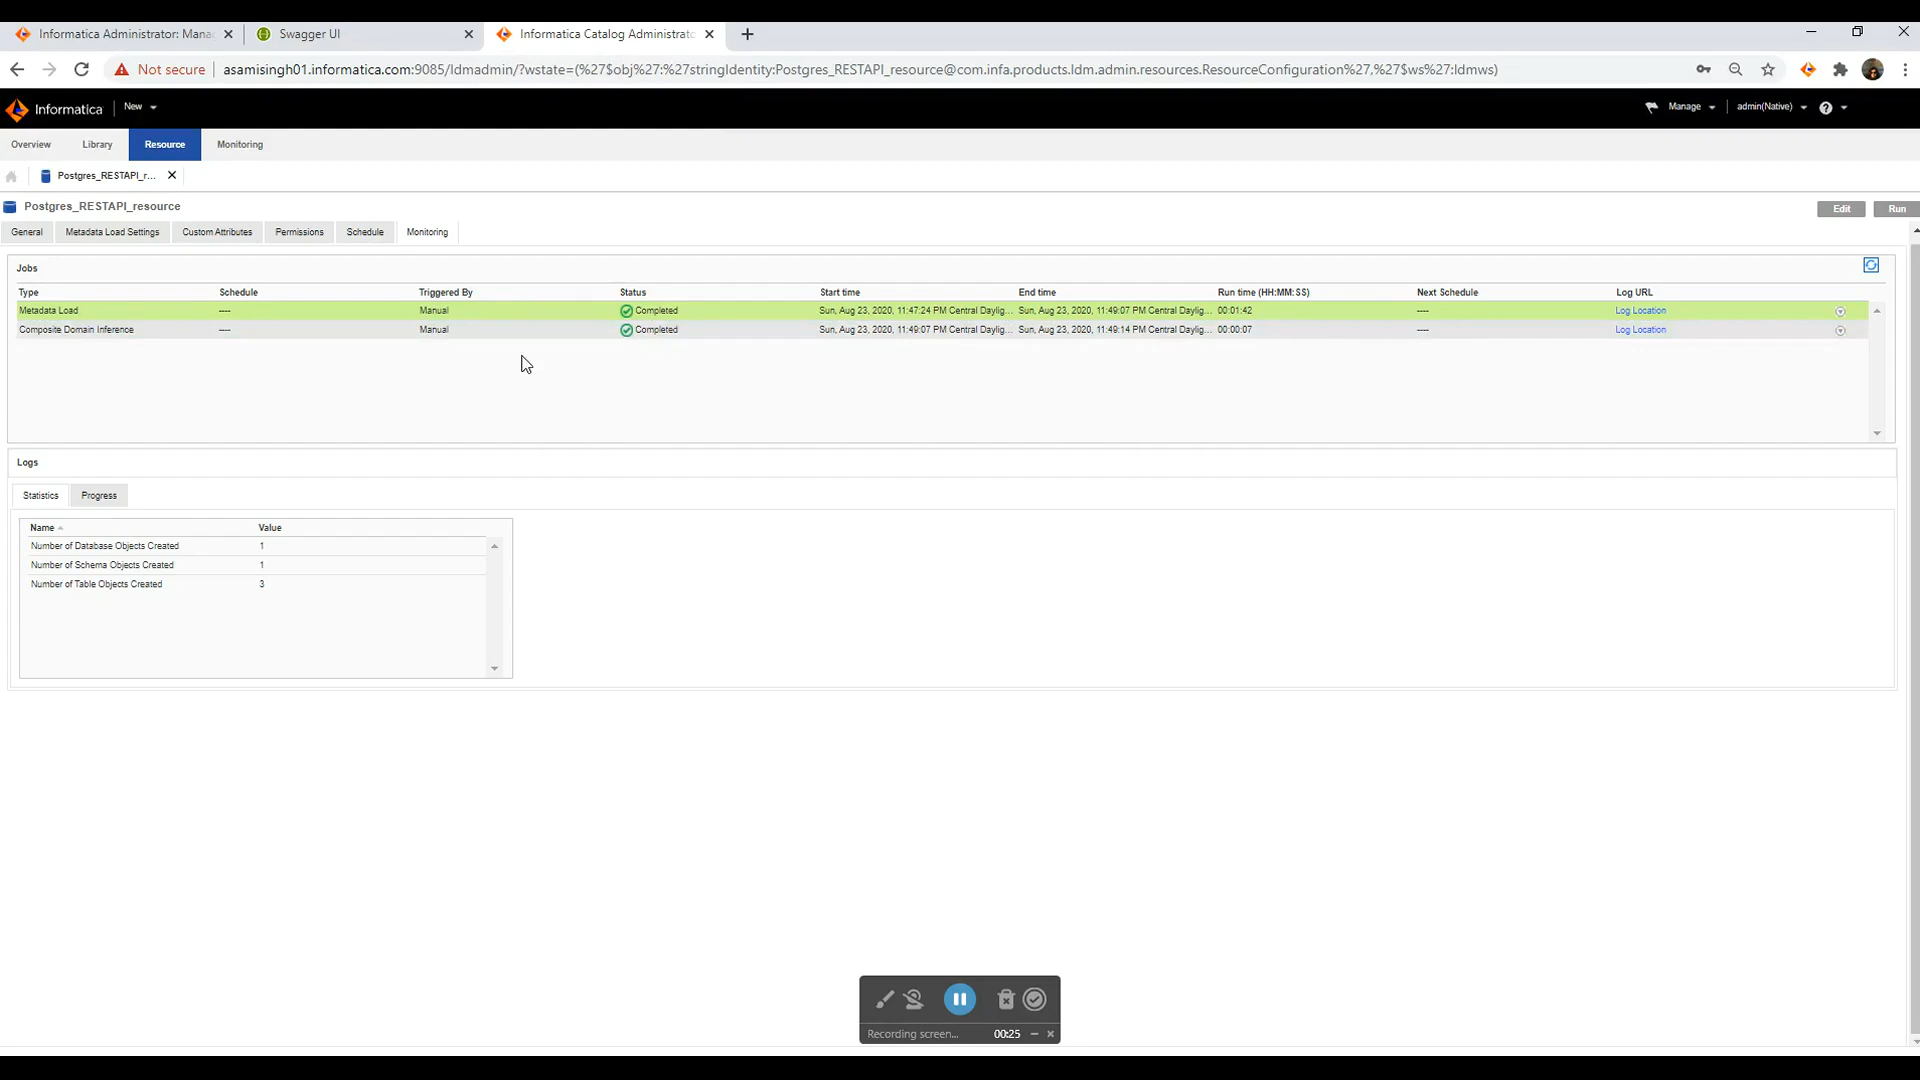 Informatica Administrator: Mana
Swagger UI
Informatica Catalog Administrato
Not secure
asamisingh01.informatica.com:9085/ldmadmin/?wstate=(%27$obj%27:%27stringIdentity:Postgres_RESTAPI_resource@com.infa.products.ldm.admin.resources.ResourceConfiguration%27,%27$ws%27:ldmws)
Informatica
New
Manage
admin(Native)
Overview
Library
Resource
Monitoring
Postgres_RESTAPI_r...
Postgres_RESTAPI_resource
Edit
Run
General
Metadata Load Settings
Custom Attributes
Permissions
Schedule
Monitoring
Jobs
Type Schedule Triggered By Status Start time End time Run time (HH:MM:SS) Next Schedule Log URL
Metadata Load ---- Manual Completed Sun, Aug 23, 2020, 11:47:24 PM Central Daylig... Sun, Aug 23, 2020, 11:49:07 PM Central Daylig... 00:01:42 ---- Log Location
Composite Domain Inference ---- Manual Completed Sun, Aug 23, 2020, 11:49:07 PM Central Daylig... Sun, Aug 23, 2020, 11:49:14 PM Central Daylig... 00:00:07 ---- Log Location
Logs
Statistics
Progress
Name Value
Number of Database Objects Created 1
Number of Schema Objects Created 1
Number of Table Objects Created 3
Recording screen... 00:25